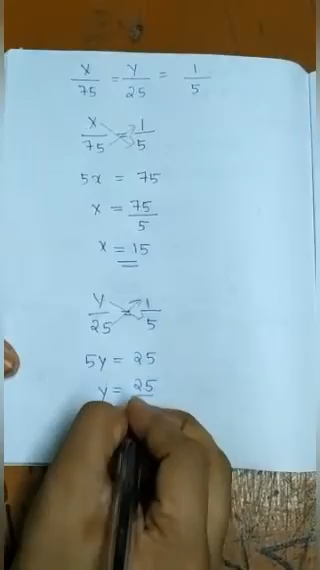 x/75 = y/25 = 1/5
x/75 = 1/5
5x = 75
x = 75/5
x = 15
y/25 = 1/5
5y = 25
y = 25